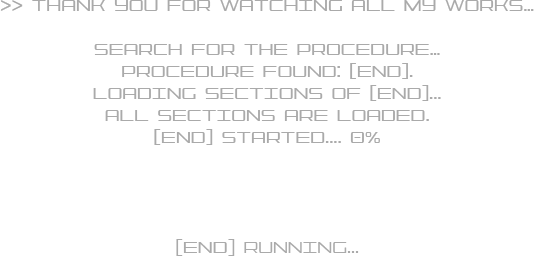 >> THANK YOU FOR WATCHING ALL MY WORKS...
SEARCH FOR THE PROCEDURE...
PROCEDURE FOUND: [END].
LOADING SECTIONS OF [END]...
ALL SECTIONS ARE LOADED.
[END] STARTED.... 0%
[END] RUNNING...